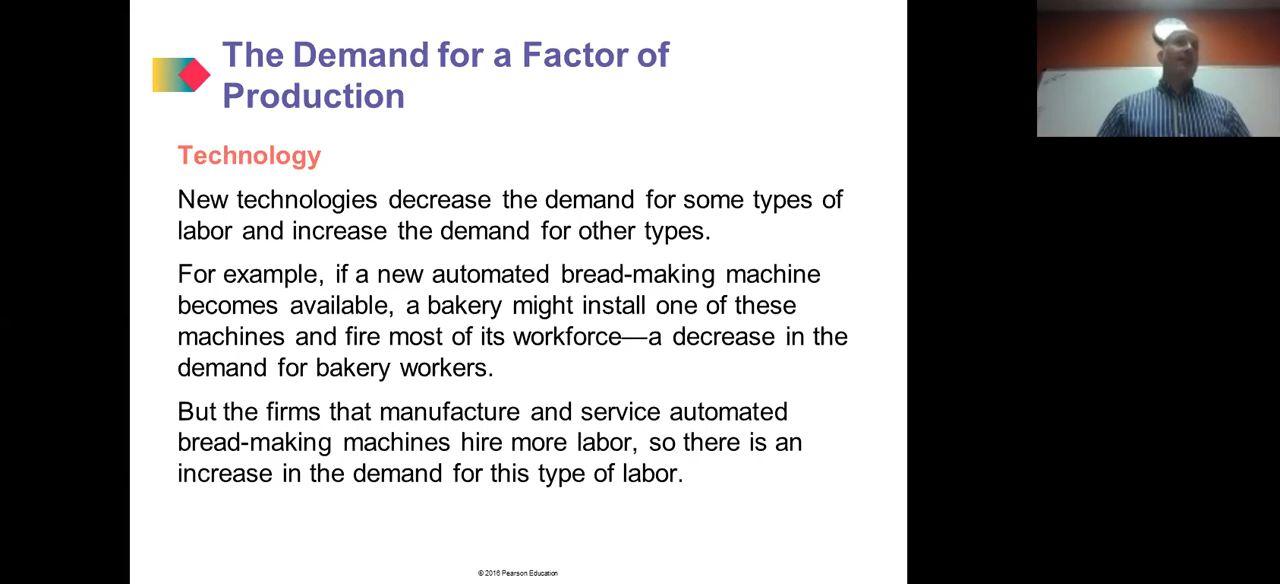 The Demand for a Factor of
Production
Technology
New technologies decrease the demand for some types of
labor and increase the demand for other types.
For example, if a new automated bread-making machine
becomes available, a bakery might install one of these
machines and fire most of its workforce—a decrease in the
demand for bakery workers.
But the firms that manufacture and service automated
bread-making machines hire more labor, so there is an
increase in the demand for this type of labor.
© 2016 Pearson Education